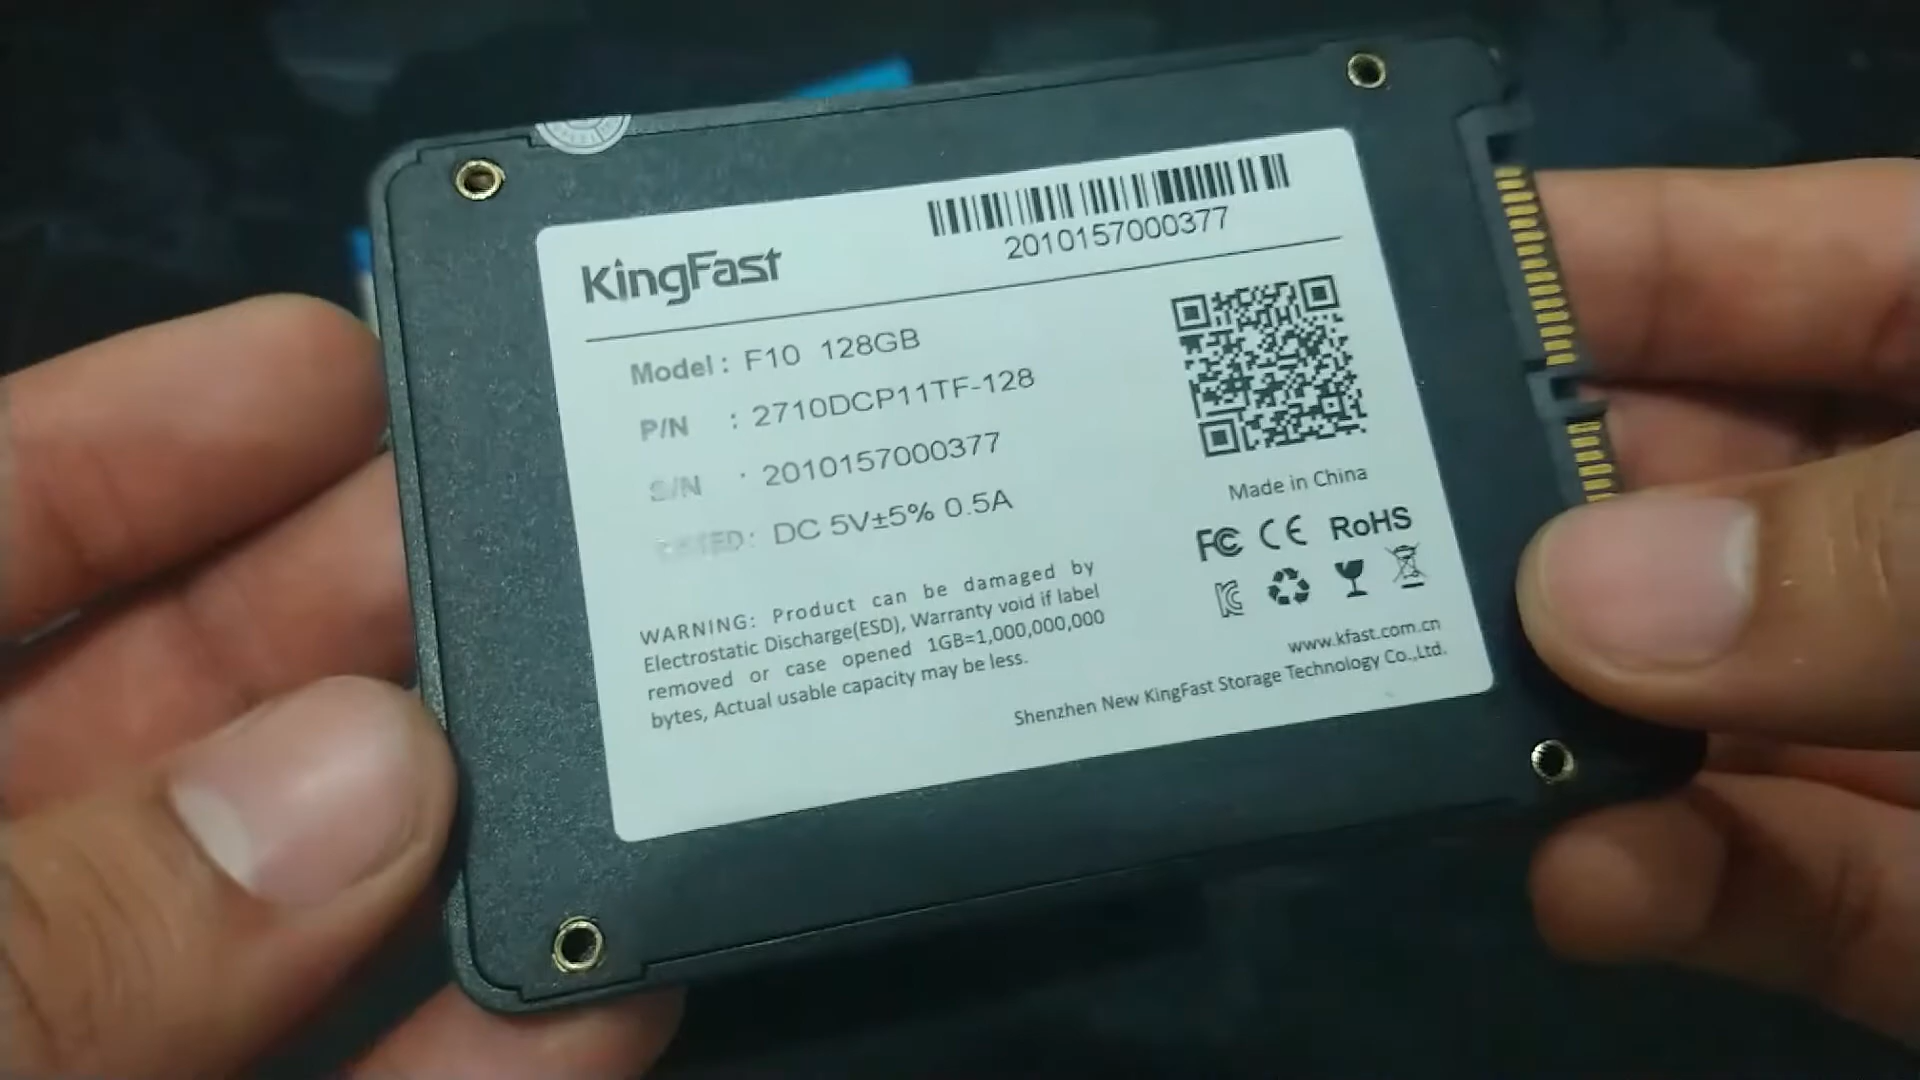 2010157000377
KingFast
Model : F10 128GB
P/N : 2710DCP11TF-128
S/N : 2010157000377
DC 5V±5% 0.5A
WARNING: Product can be damaged by
Electrostatic Discharge(ESD), Warranty void if label
removed or case opened 1GB=1,000,000,000
bytes, Actual usable capacity may be less.
Made in China
FC CE RoHS
www.kfast.com.cn
Shenzhen New KingFast Storage Technology Co.,Ltd.